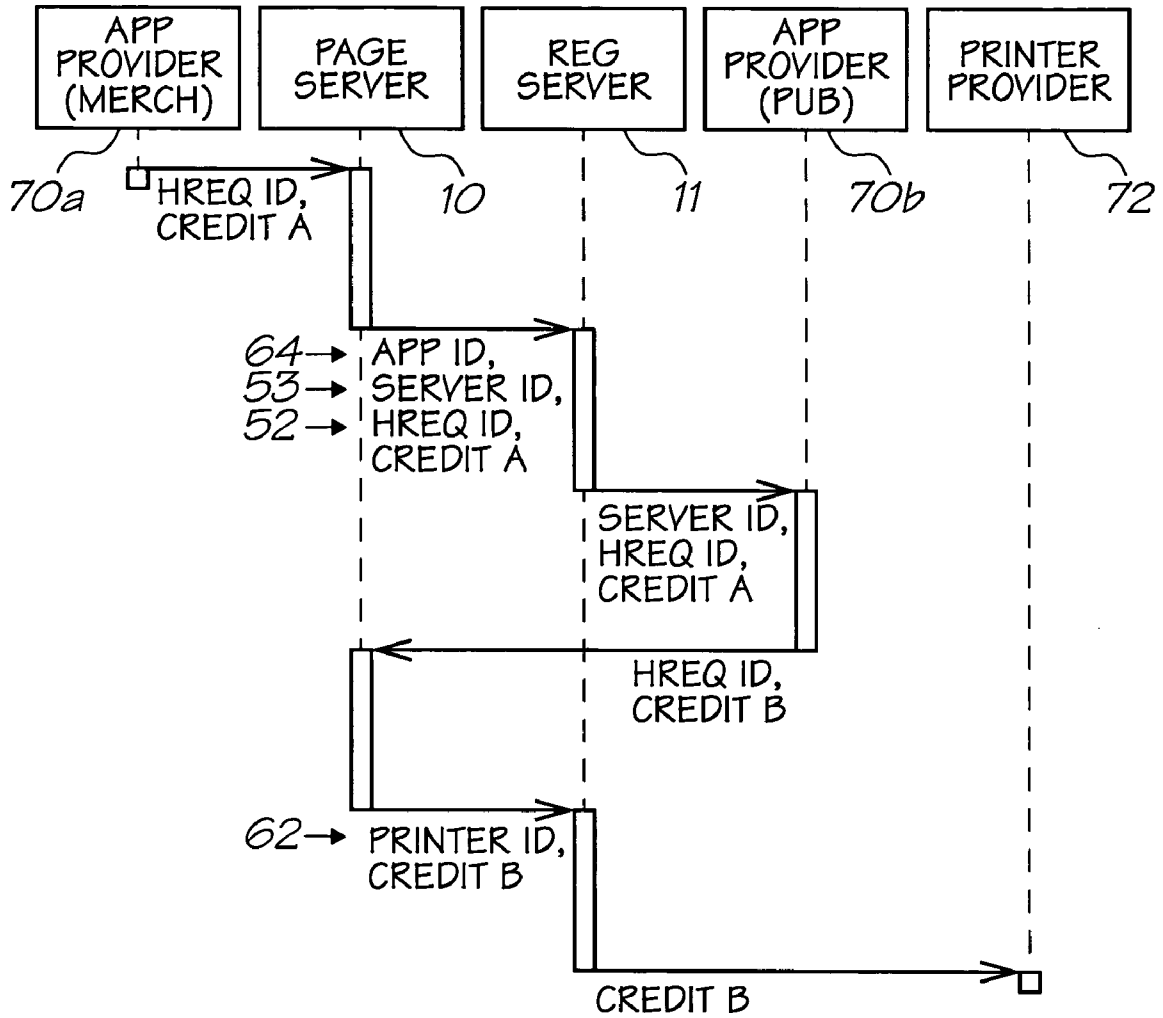 APP
PROVIDER
(MERCH)
PAGE
SERVER
REG
SERVER
APP
PROVIDER
(PUB)
PRINTER
PROVIDER
70a
10
11
70b
72
HREQ ID,
CREDIT A
64 APP ID,
53 SERVER ID,
52 HREQ ID,
CREDIT A
SERVER ID,
HREQ ID,
CREDIT A
HREQ ID,
CREDIT B
62 PRINTER ID,
CREDIT B
CREDIT B